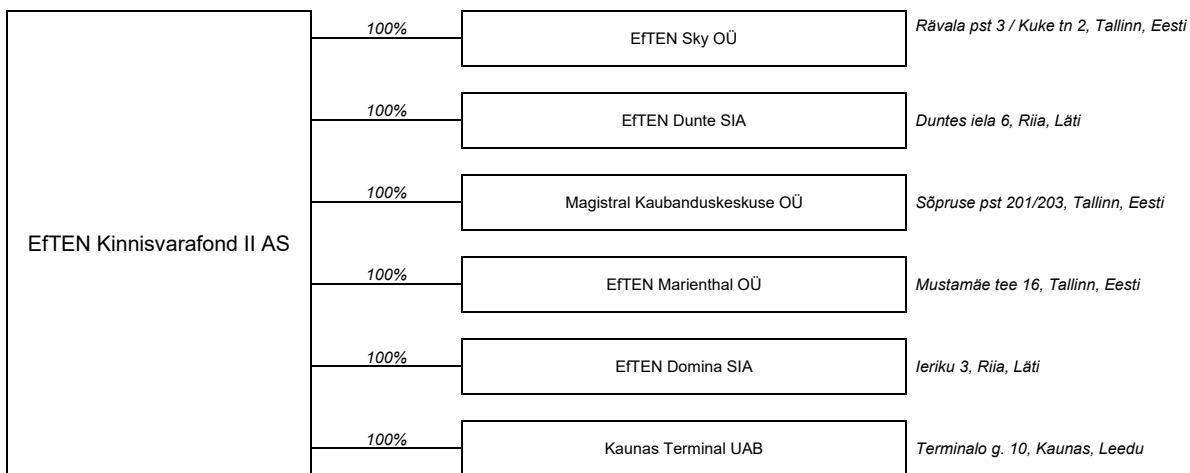 100%
EfTEN Sky OÜ
Rävala pst 3 / Kuke tn 2, Tallinn, Eesti
100%
EfTEN Dunte SIA
Duntes iela 6, Riia, Läti
100%
Magistral Kaubanduskeskuse OÜ
Sõpruse pst 201/203, Tallinn, Eesti
EfTEN Kinnisvarafond II AS
100%
EfTEN Marienthal OÜ
Mustamäe tee 16, Tallinn, Eesti
100%
EfTEN Domina SIA
Ieriku 3, Riia, Läti
100%
Kaunas Terminal UAB
Terminalo g. 10, Kaunas, Leedu